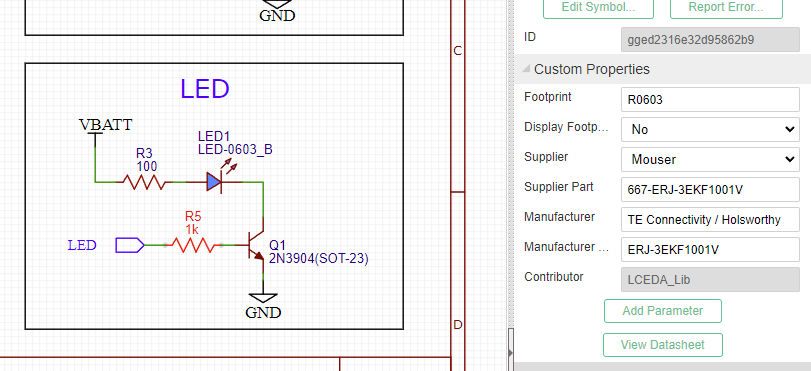 GND
LED
VBATT
R3
100
LED1
LED-0603_B
LED
R5
1k
Q1
2N3904(SOT-23)
GND
C
D
Edit Symbol...
Report Error...
ID
gged2316e32d95862b9
Custom Properties
Footprint
R0603
Display Footp...
No
Supplier
Mouser
Supplier Part
667-ERJ-3EKF1001V
Manufacturer
TE Connectivity / Holsworthy
Manufacturer ...
ERJ-3EKF1001V
Contributor
LCEDA_Lib
Add Parameter
View Datasheet